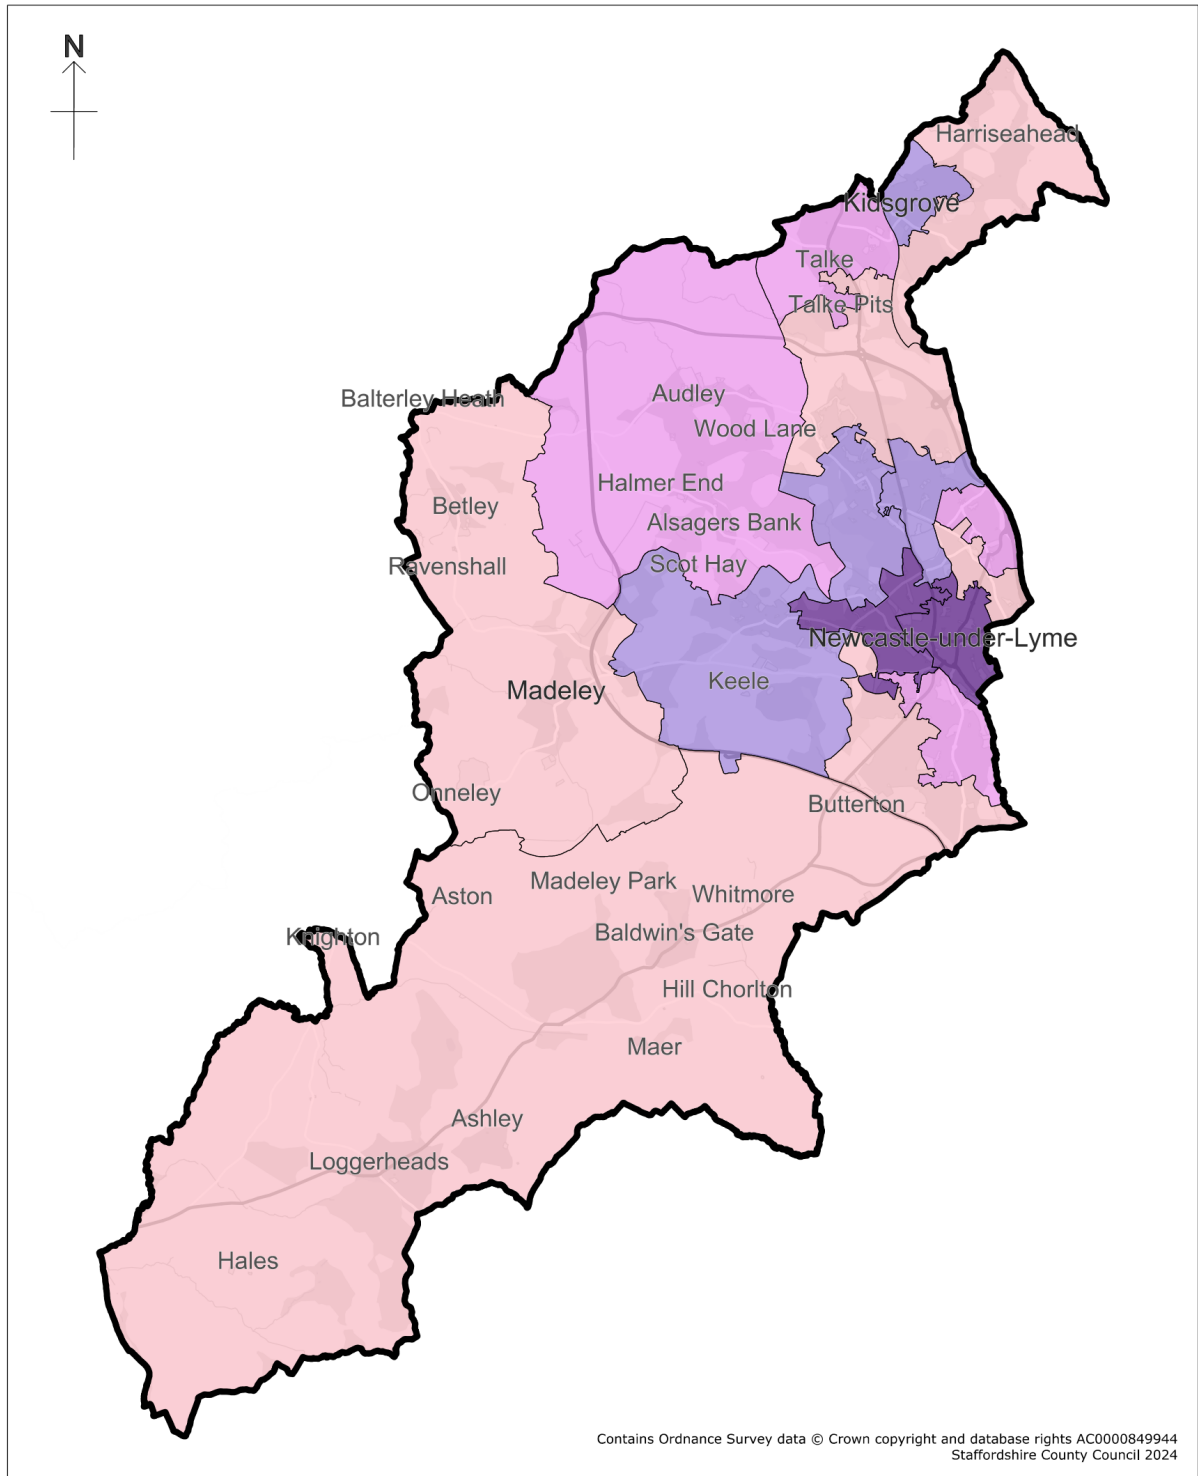 N
Harriseahead
Kidsgrove
Talke
Talke Pits
Balterley Heath
Audley
Wood Lane
Halmer End
Betley
Alsagers Bank
Scot Hay
Ravenshall
Newcastle-under-Lyme
Keele
Madeley
Onneley
Butterton
Madeley Park
Whitmore
Aston
Baldwin's Gate
Knighton
Hill Chorlton
Maer
Ashley
Loggerheads
Hales
Contains Ordnance Survey data © Crown copyright and database rights AC0000849944
Staffordshire County Council 2024